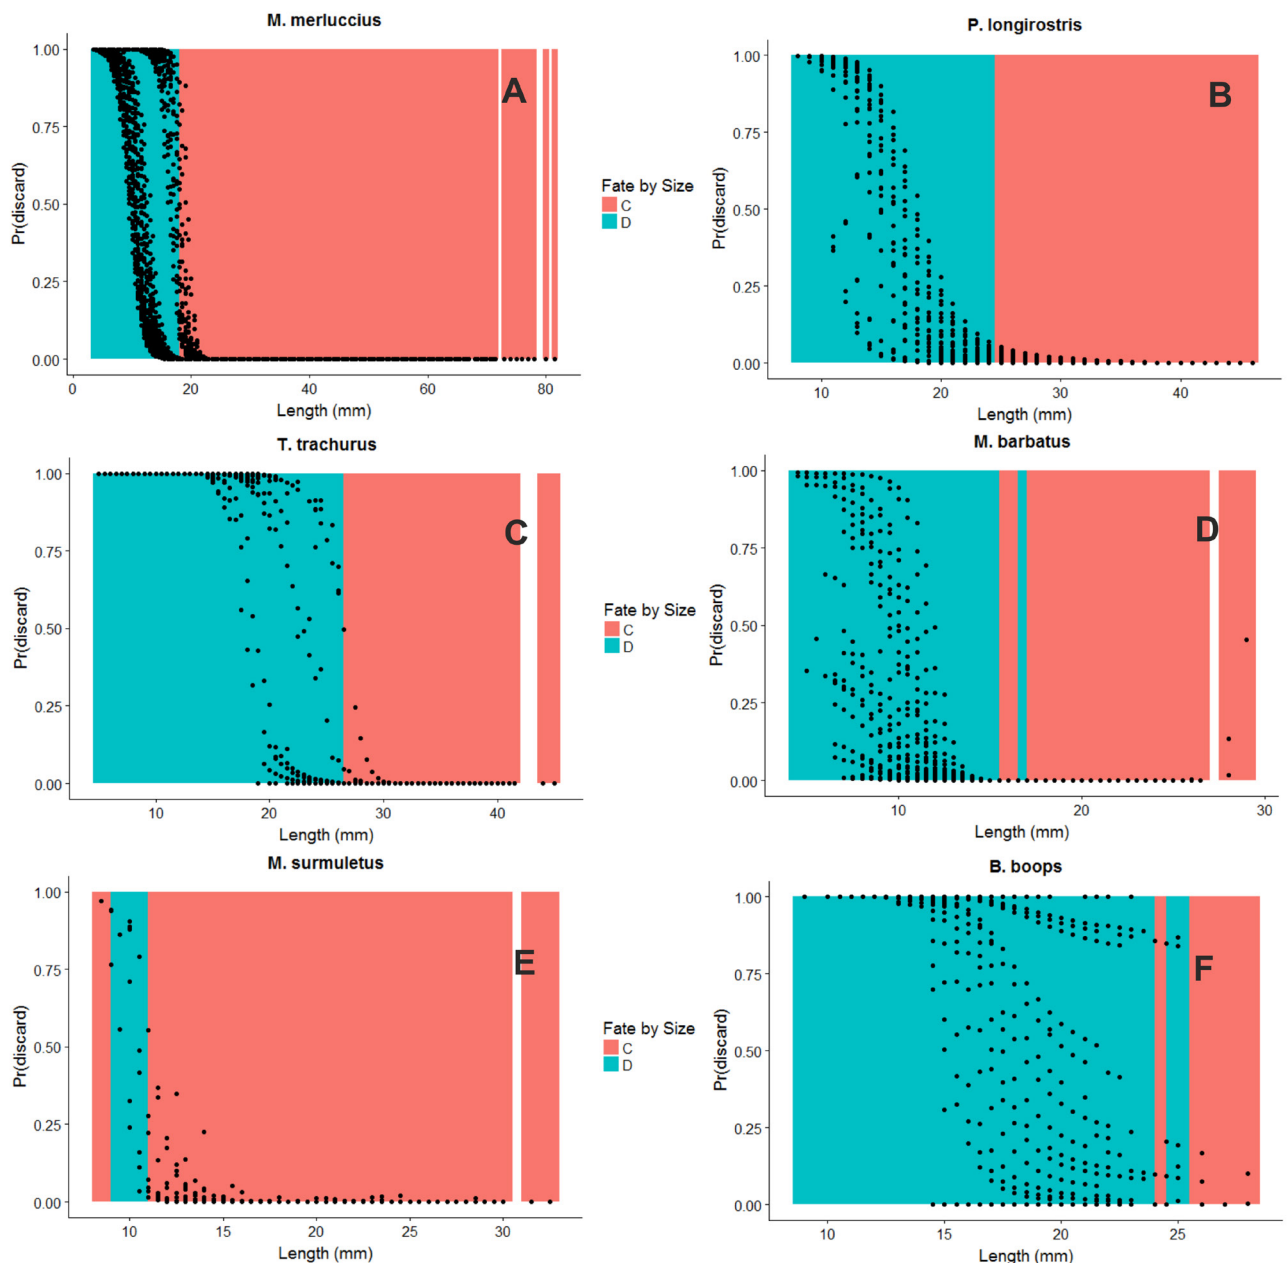 M. merluccius
1.00
0.75
0.50
0.25
0.00
Pr(discard)
0
20
40
60
80
Length (mm)
A
Fate by Size
C
D
P. longirostris
1.00
0.75
0.50
0.25
0.00
Pr(discard)
10
20
30
40
Length (mm)
B
T. trachurus
1.00
0.75
0.50
0.25
0.00
Pr(discard)
10
20
30
40
Length (mm)
C
Fate by Size
C
D
M. barbatus
1.00
0.75
0.50
0.25
0.00
Pr(discard)
10
20
30
Length (mm)
D
M. surmuletus
1.00
0.75
0.50
0.25
0.00
Pr(discard)
10
15
20
25
30
Length (mm)
E
Fate by Size
C
D
B. boops
1.00
0.75
0.50
0.25
0.00
Pr(discard)
10
15
20
25
Length (mm)
F